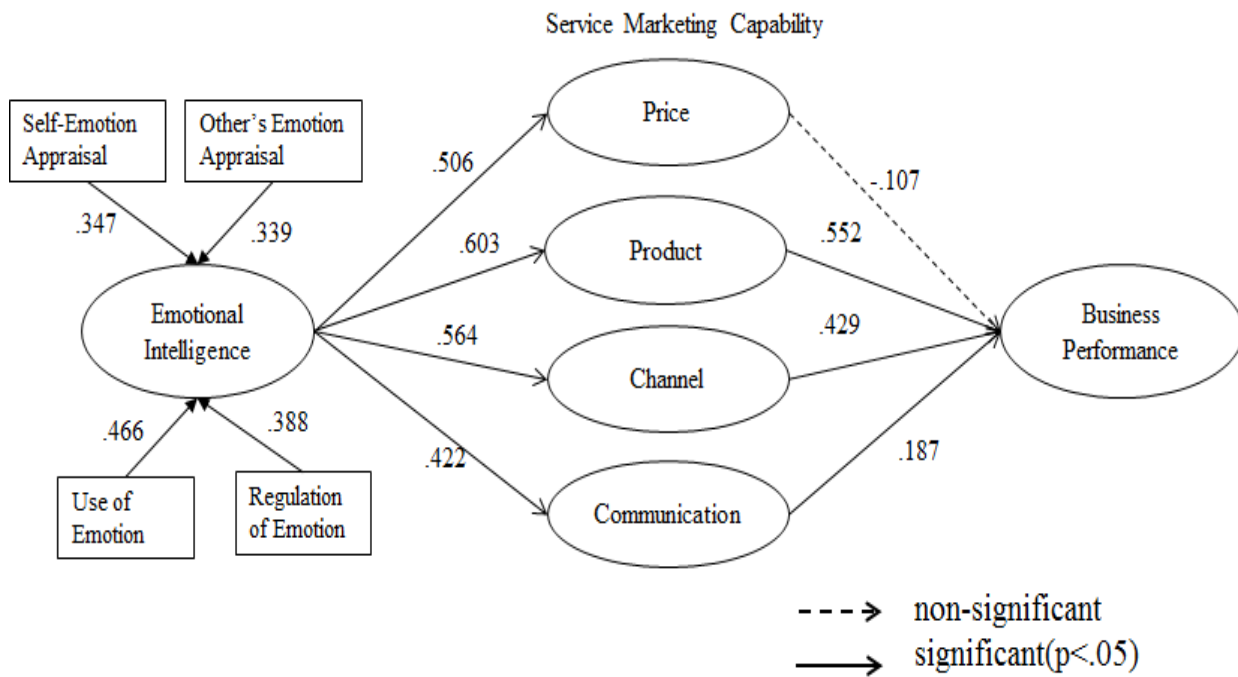 Service Marketing Capability
Self-Emotion
Appraisal
Other’s Emotion
Appraisal
Price
.506
-.107
.347
.339
.603
Product
.552
Emotional
Intelligence
.564
.429
Business
Performance
Channel
.466
.388
.422
.187
Use of
Emotion
Regulation
of Emotion
Communication
non-significant
significant(p<.05)